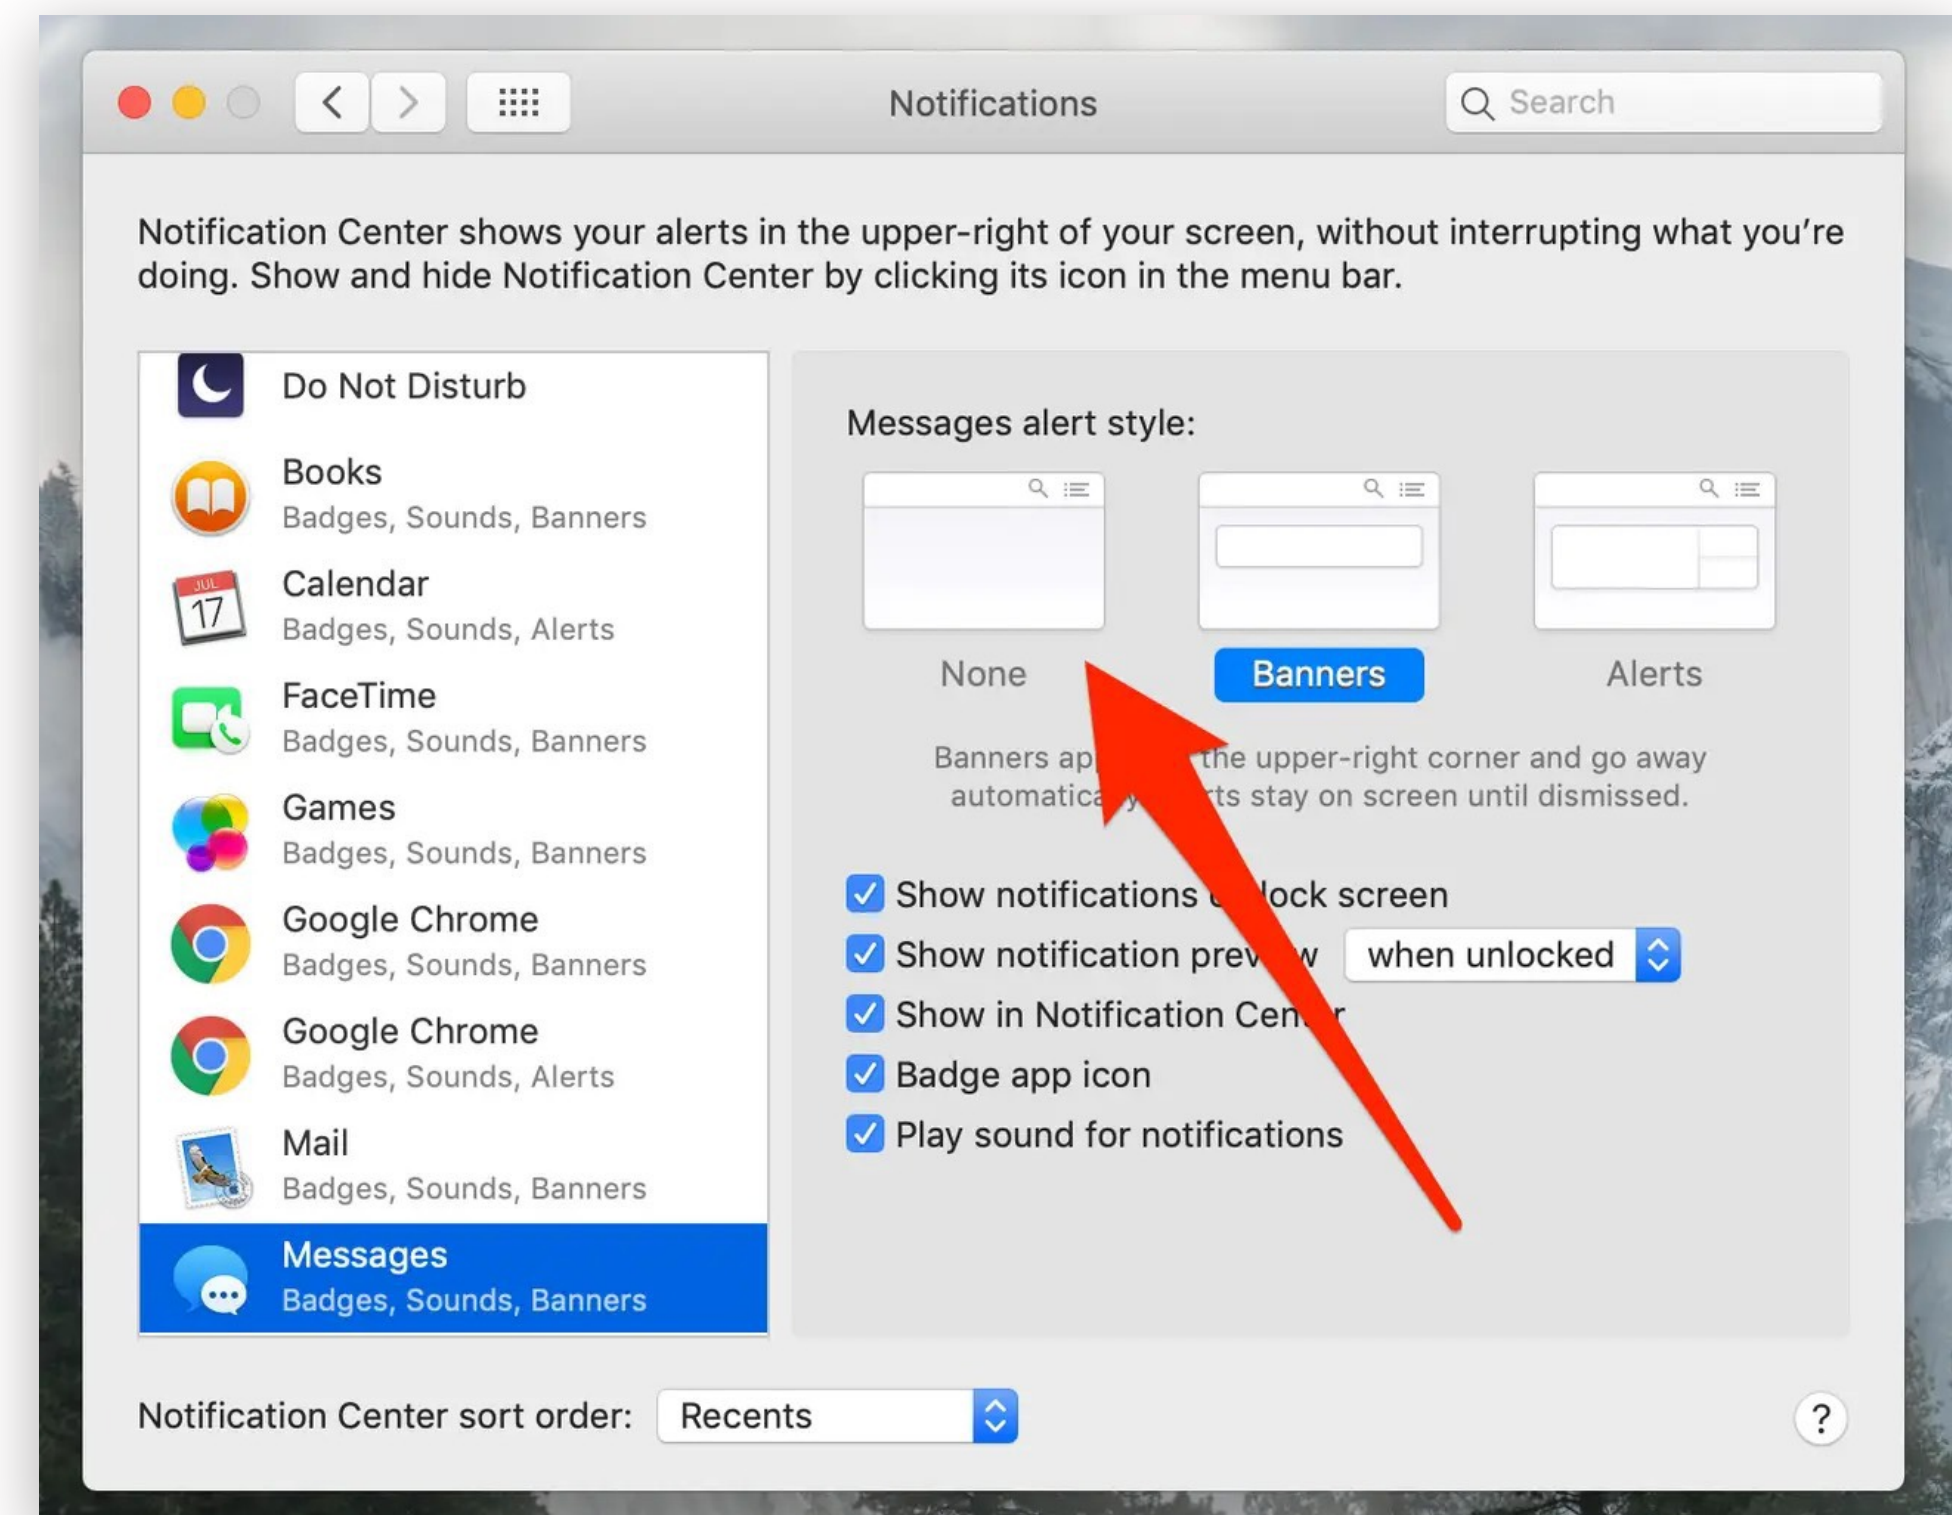 Notifications
Search
Notification Center shows your alerts in the upper-right of your screen, without interrupting what you're
doing. Show and hide Notification Center by clicking its icon in the menu bar.
Do Not Disturb
Books
Badges, Sounds, Banners
JUL
17
Calendar
Badges, Sounds, Alerts
FaceTime
Badges, Sounds, Banners
Games
Badges, Sounds, Banners
Google Chrome
Badges, Sounds, Banners
Google Chrome
Badges, Sounds, Alerts
Mail
Badges, Sounds, Banners
Messages
Badges, Sounds, Banners
Messages alert style:
None
Banners
Alerts
Banners the upper-right corner and go away
stay on screen until dismissed.
Show notifications lock screen
Show notification preview
when unlocked
Show in Notification Center
Badge app icon
Play sound for notifications
Notification Center sort order:
Recents
?